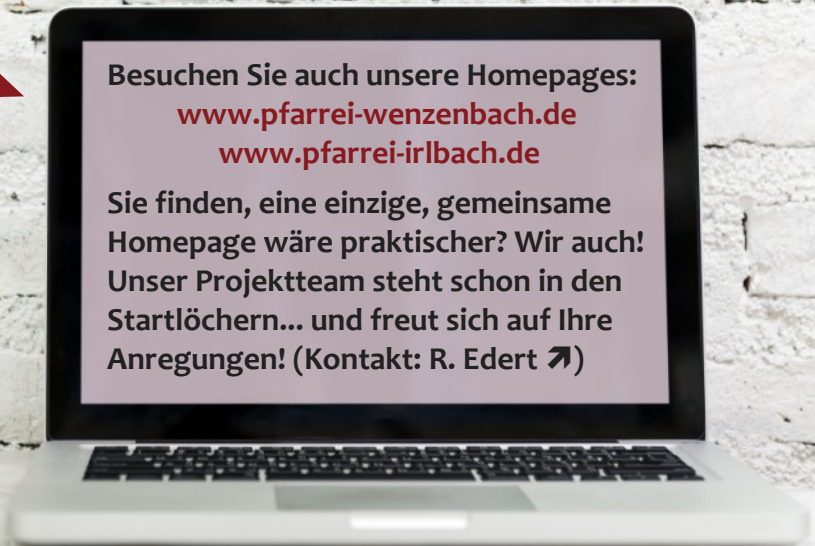 Besuchen Sie auch unsere Homepages:
www.pfarrei-wenzenbach.de
www.pfarrei-irlbach.de
Sie finden, eine einzige, gemeinsame
Homepage wäre praktischer? Wir auch!
Unser Projektteam steht schon in den
Startlöchern... und freut sich auf Ihre
Anregungen! (Kontakt: R. Edert ↗)